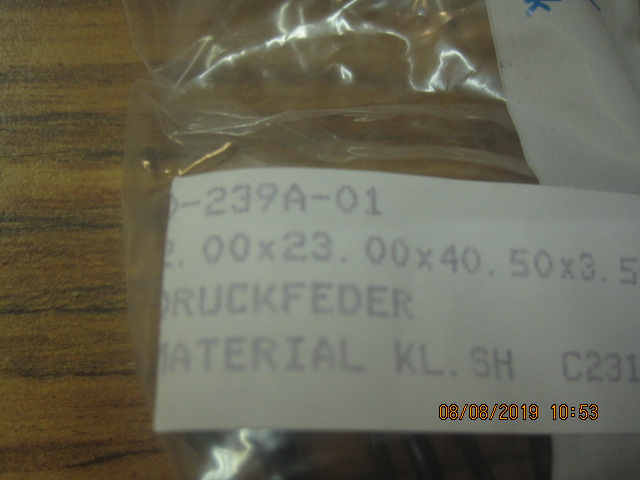 D-239A-01
2.00x23.00x40.50x3.5
DRUCKFEDER
MATERIAL KL.SH C231
08/08/2019 10:53